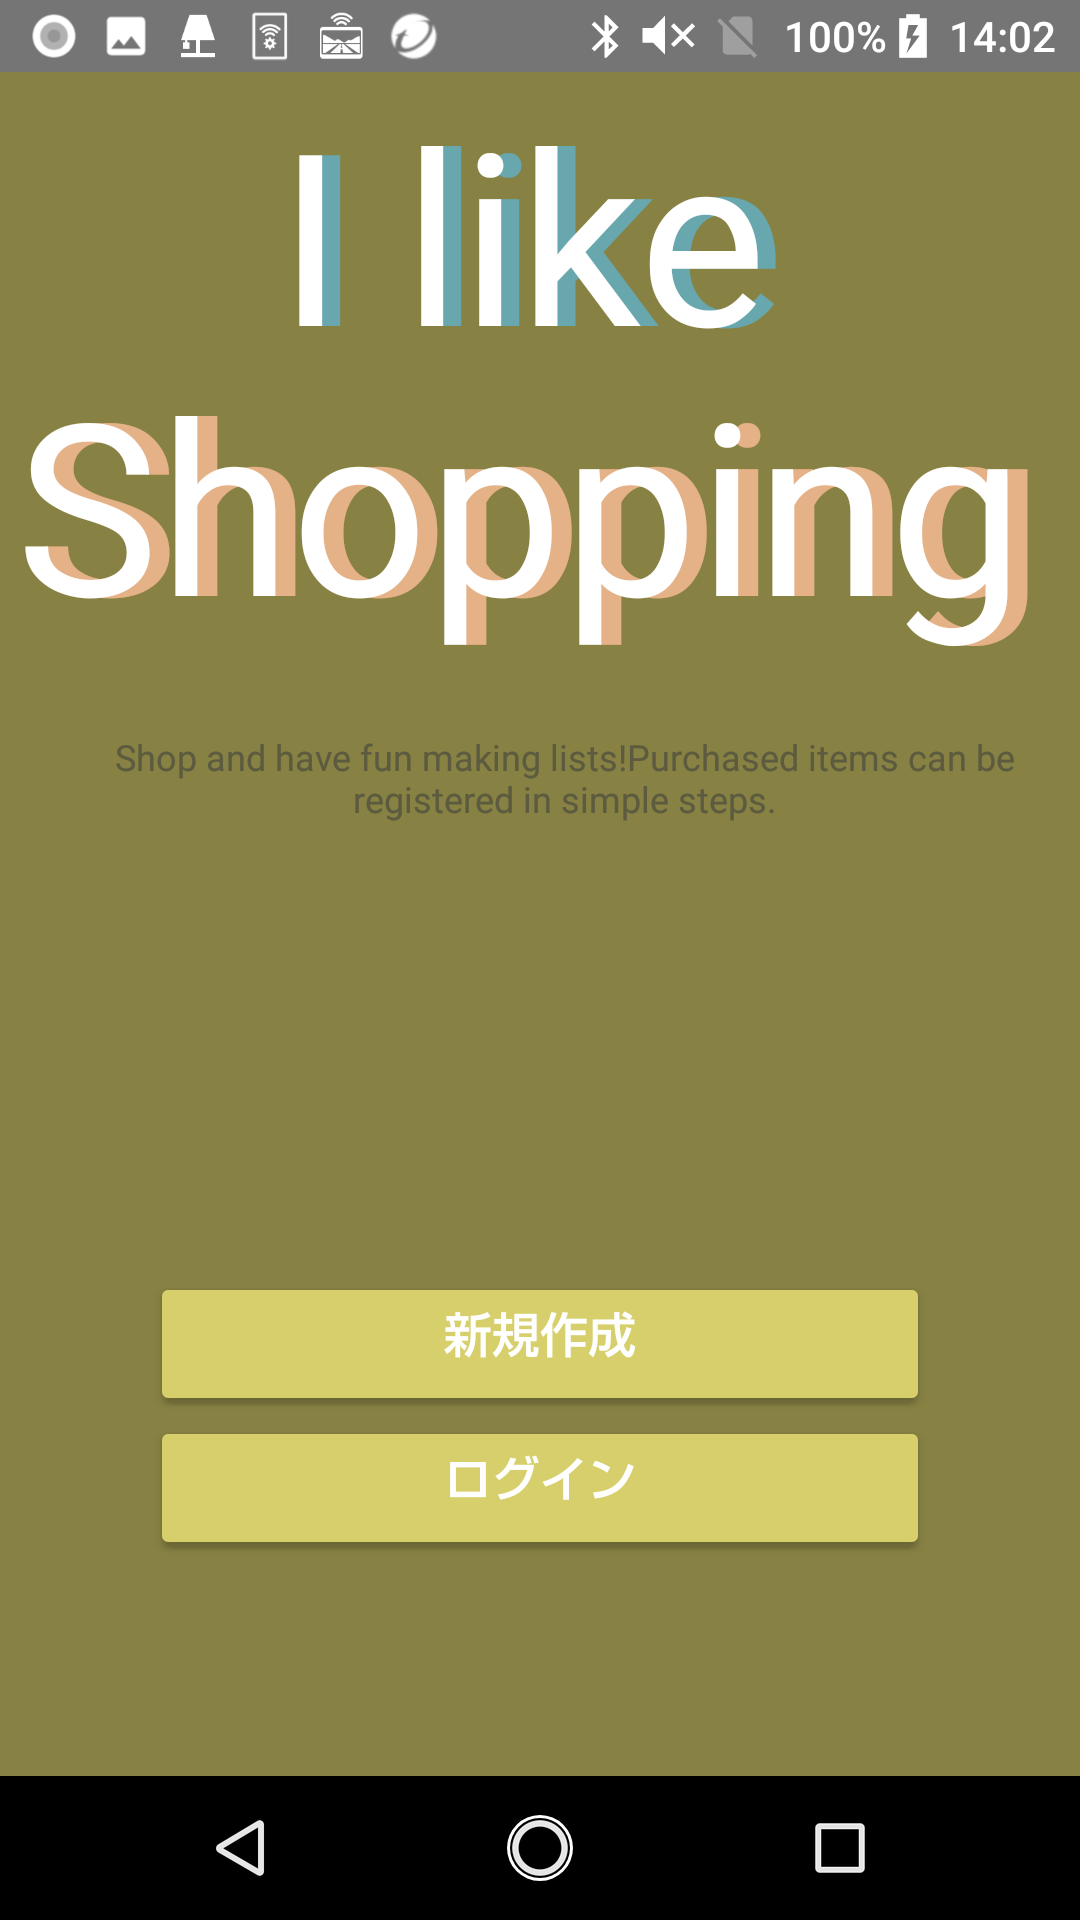 100% 14:02
I like
Shopping
Shop and have fun making lists!Purchased items can be
registered in simple steps.
新規作成
ログイン